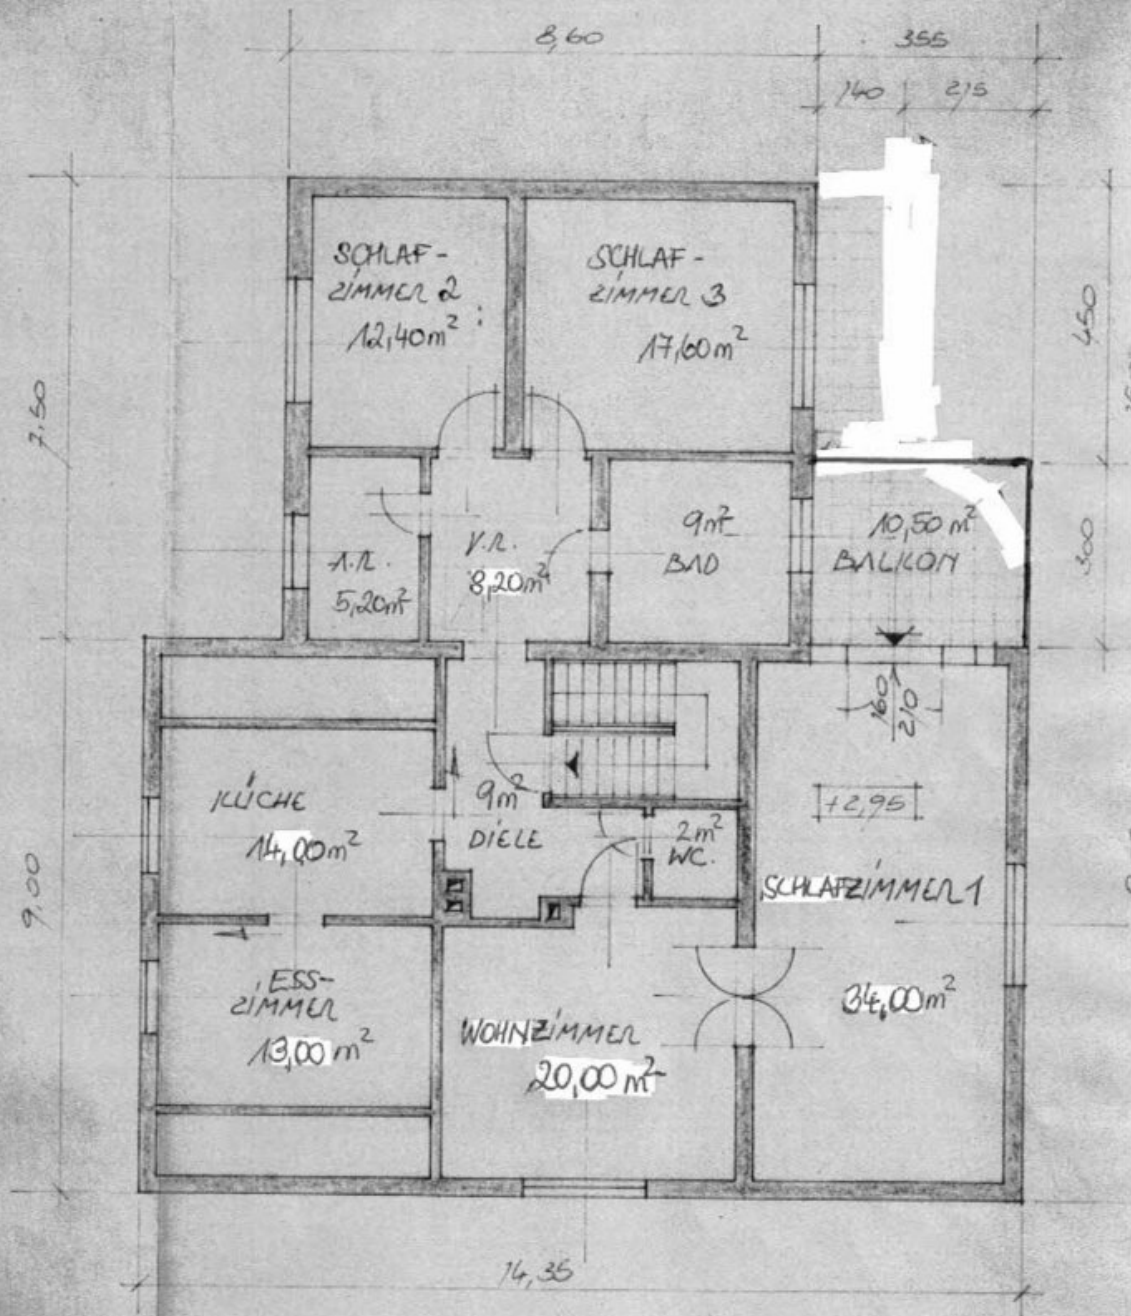 8,60
355
140
215
SCHLAF-
ZIMMER 2
12,40m²
SCHLAF-
ZIMMER 3
17,60m²
450
7,50
A.R.
5,20m²
V.R.
8,20m²
9m²
BAD
10,50 m²
BALKON
300
160
210
+2,95
KÜCHE
14,00m²
9m²
DIELE
2m²
WC.
SCHLAFZIMMER 1
34,00m²
9,00
ESS-
ZIMMER
13,00 m²
WOHNZIMMER
20,00 m²
14,35